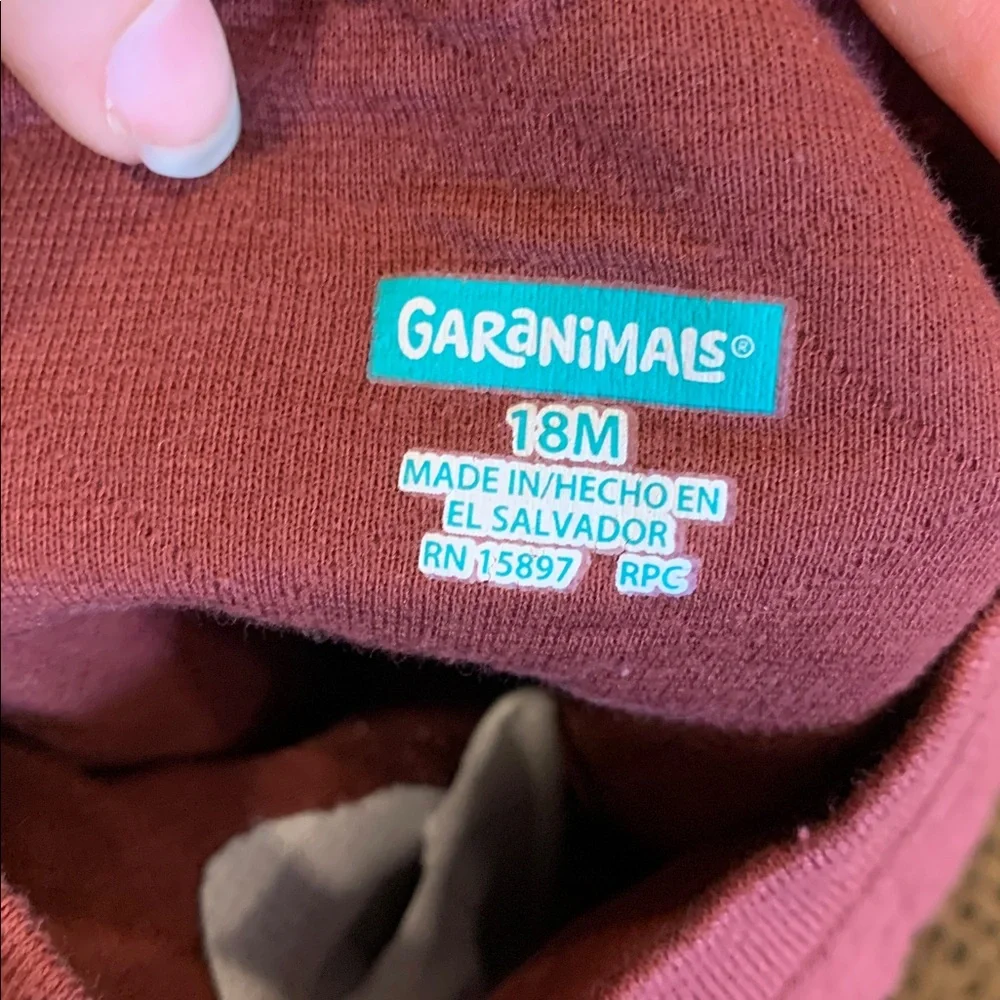 GARaNiMALS®
18M
MADE IN/HECHO EN
EL SALVADOR
RN 15897 RPC